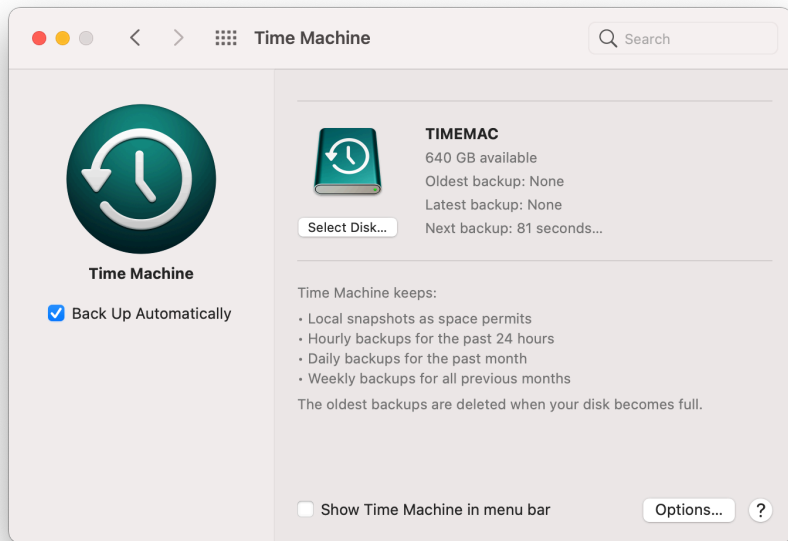 Time Machine
Search
Time Machine
Back Up Automatically
TIMEMAC
640 GB available
Oldest backup: None
Latest backup: None
Next backup: 81 seconds...
Select Disk...
Time Machine keeps:
• Local snapshots as space permits
• Hourly backups for the past 24 hours
• Daily backups for the past month
• Weekly backups for all previous months
The oldest backups are deleted when your disk becomes full.
Show Time Machine in menu bar
Options...
?